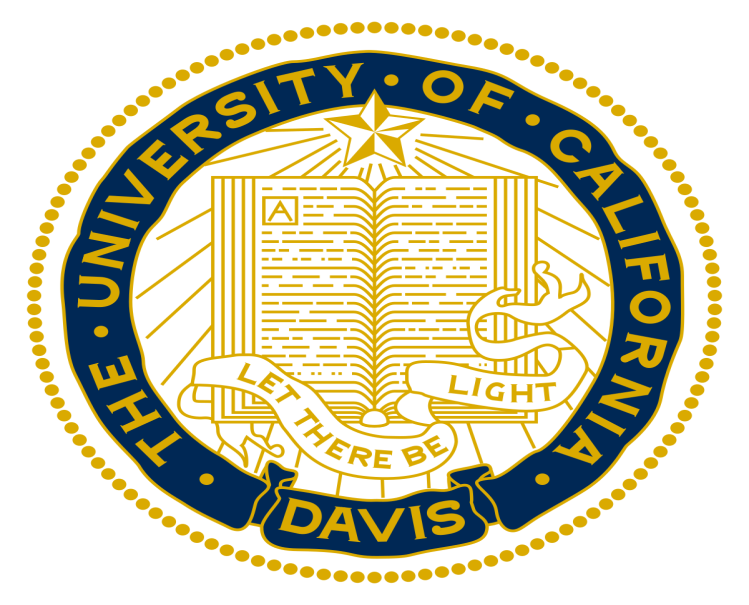 THE · UNIVERSITY · OF · CALIFORNIA
A
LET THERE BE
LIGHT
DAVIS